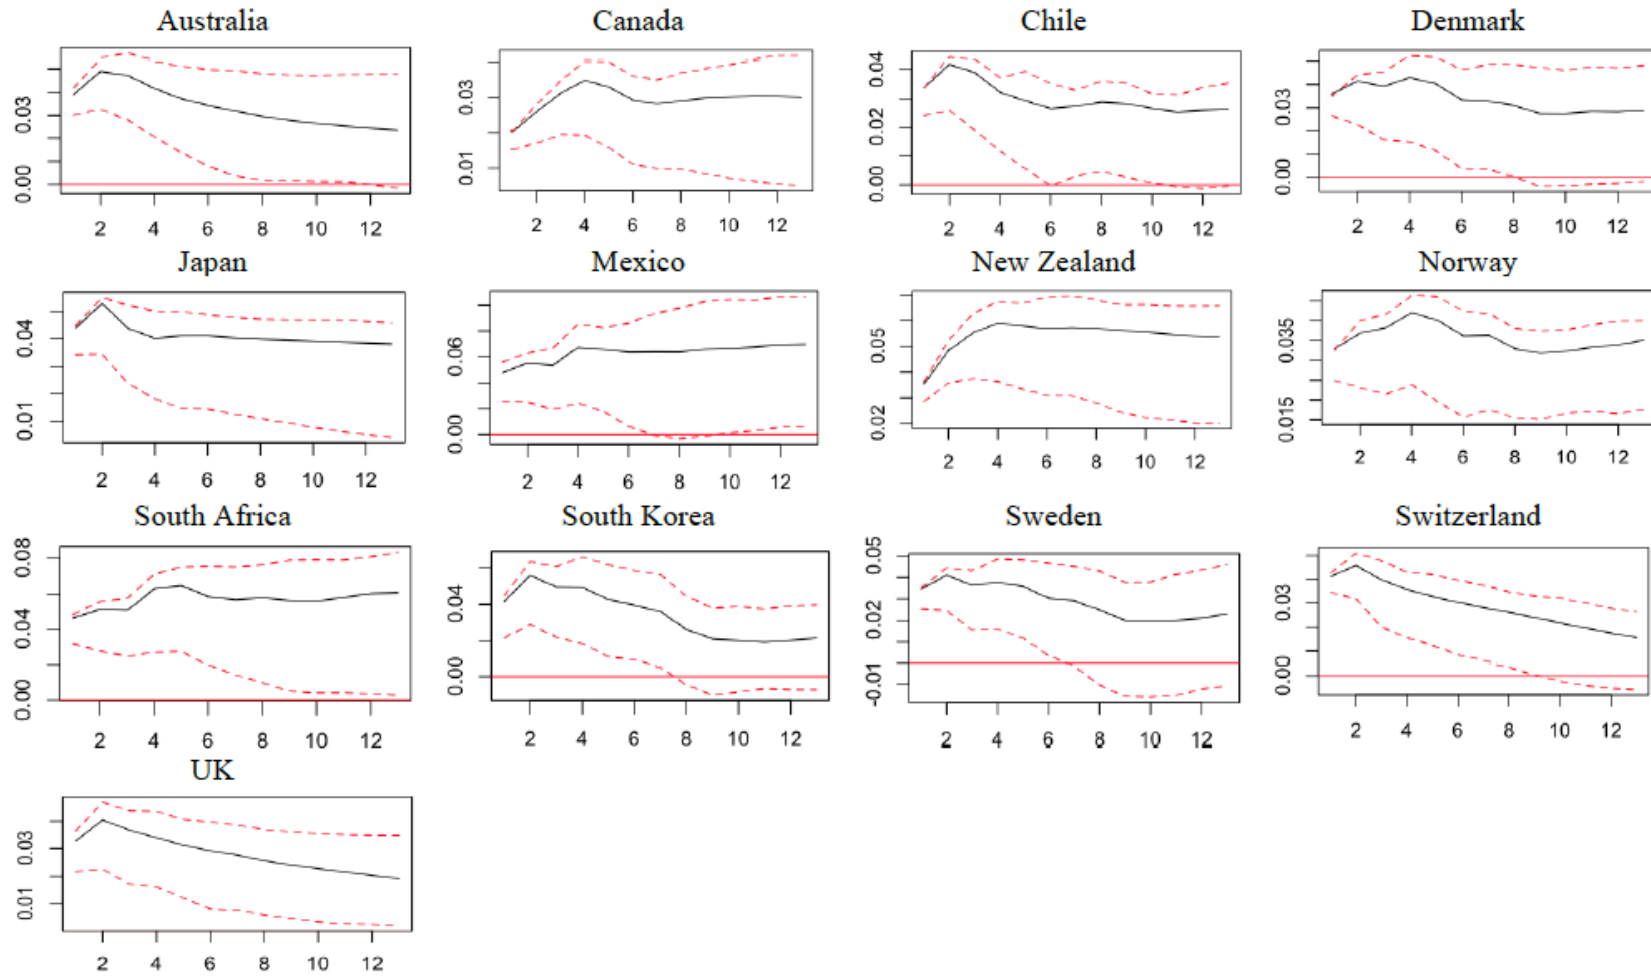 Australia Canada Chile Denmark
0.00 0.03
2 4 6 8 10 12
0.01 0.03
2 4 6 8 10 12
0.00 0.02 0.04
2 4 6 8 10 12
0.00 0.03
2 4 6 8 10 12
Japan Mexico New Zealand Norway
0.01 0.04
2 4 6 8 10 12
0.00 0.06
2 4 6 8 10 12
0.02 0.05
2 4 6 8 10 12
0.015 0.035
2 4 6 8 10 12
South Africa South Korea Sweden Switzerland
0.00 0.04 0.08
2 4 6 8 10 12
0.00 0.04
2 4 6 8 10 12
-0.01 0.02 0.05
2 4 6 8 10 12
0.00 0.03
2 4 6 8 10 12
UK
0.01 0.03
2 4 6 8 10 12